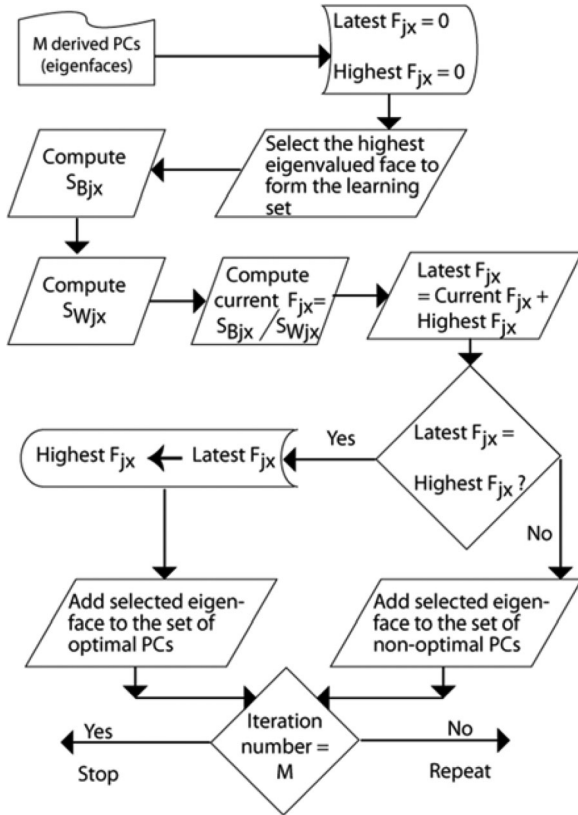 M derived PCs
(eigenfaces)
Latest Fjx = 0
Highest Fjx = 0
Select the highest
eigenvalued face to
form the learning
set
Compute
SBjx
Compute
SWjx
Compute
current Fjx=
SBjx / SWjx
Latest Fjx
= Current Fjx +
Highest Fjx
Latest Fjx =
Highest Fjx ?
Yes
No
Highest Fjx ← Latest Fjx
Add selected eigen-
face to the set of
optimal PCs
Add selected eigen-
face to the set of
non-optimal PCs
Iteration
number =
M
Yes
Stop
No
Repeat